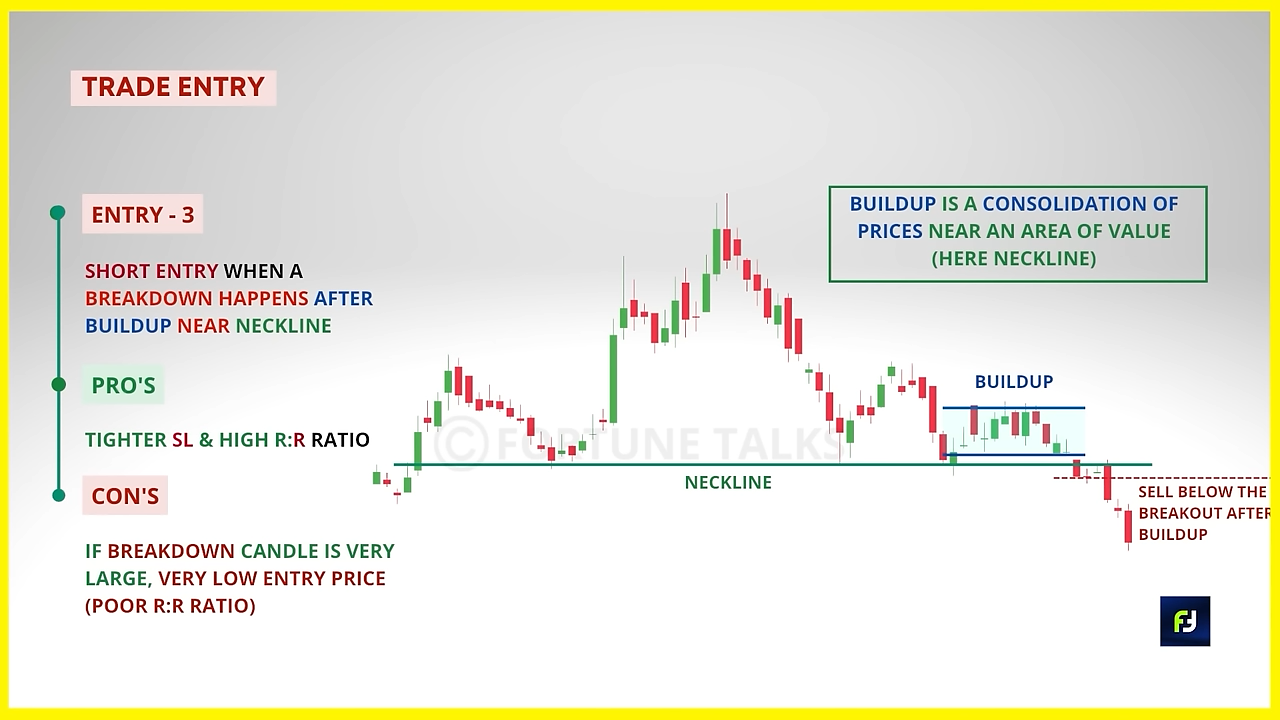 TRADE ENTRY
ENTRY - 3
SHORT ENTRY WHEN A
BREAKDOWN HAPPENS AFTER
BUILDUP NEAR NECKLINE
PRO'S
TIGHTER SL & HIGH R:R RATIO
CON'S
IF BREAKDOWN CANDLE IS VERY
LARGE, VERY LOW ENTRY PRICE
(POOR R:R RATIO)
BUILDUP IS A CONSOLIDATION OF
PRICES NEAR AN AREA OF VALUE
(HERE NECKLINE)
BUILDUP
© FORTUNE TALKS
NECKLINE
SELL BELOW THE
BREAKOUT AFTER
BUILDUP